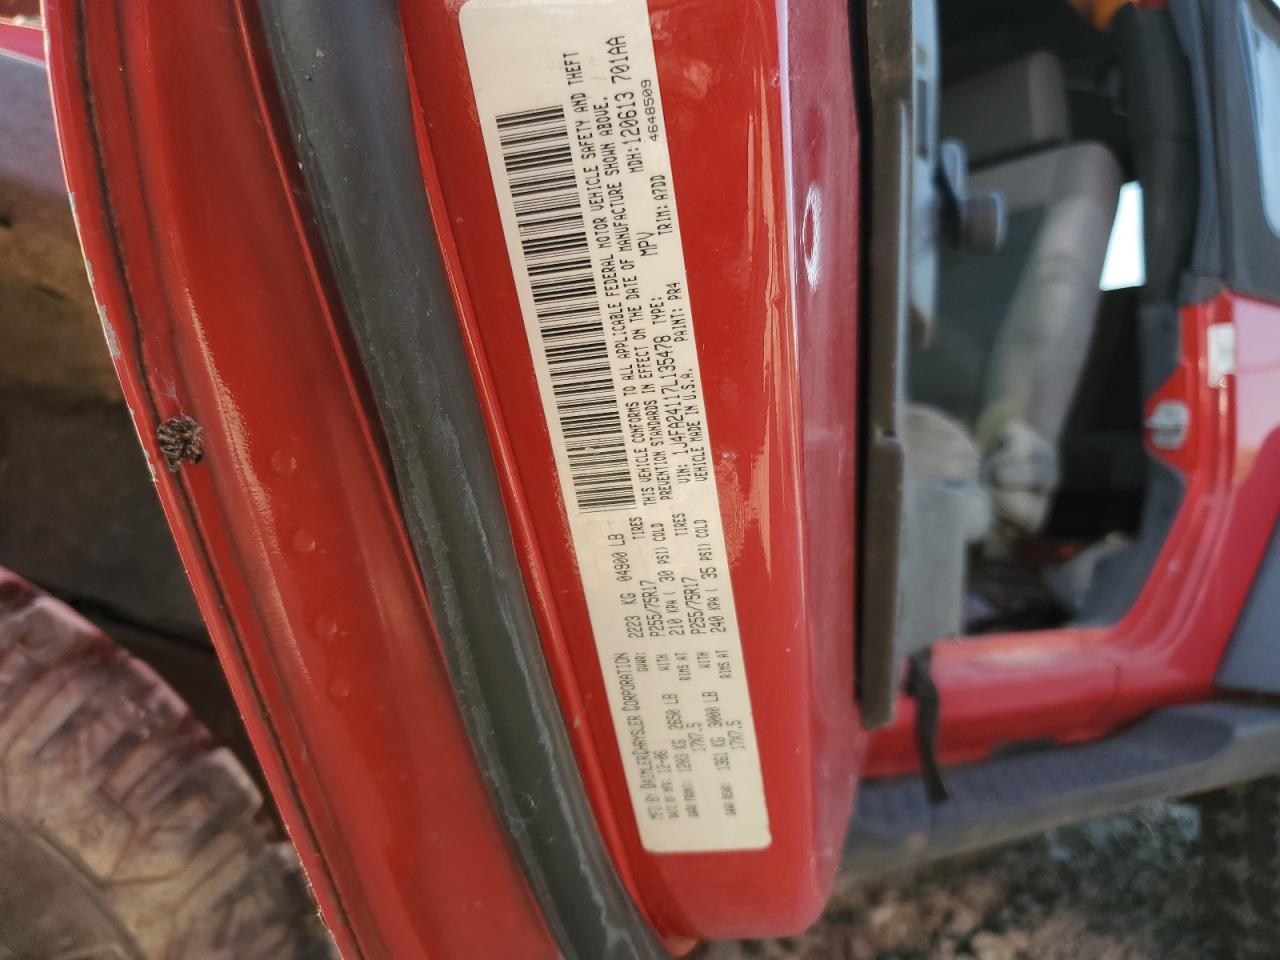 MFD BY DAIMLERCHRYSLER CORPORATION GVWR: 2223 KG 04900 LB
DATE OF MFR: 12-06
GAWR FRONT: 1203 KG 2650 LB WITH P255/75R17 TIRES
17X7.5 RIMS AT 210 KPA ( 30 PSI) COLD
GAWR REAR: 1361 KG 3000 LB WITH P255/75R17 TIRES
17X7.5 RIMS AT 240 KPA ( 35 PSI) COLD
THIS VEHICLE CONFORMS TO ALL APPLICABLE FEDERAL MOTOR VEHICLE SAFETY AND THEFT
PREVENTION STANDARDS IN EFFECT ON THE DATE OF MANUFACTURE SHOWN ABOVE.
VIN: 1J4FA24117L135478 TYPE: MPV MDH: 120613 701AA
VEHICLE MADE IN U.S.A. PAINT: PR4 TRIM: A7DD 4648509